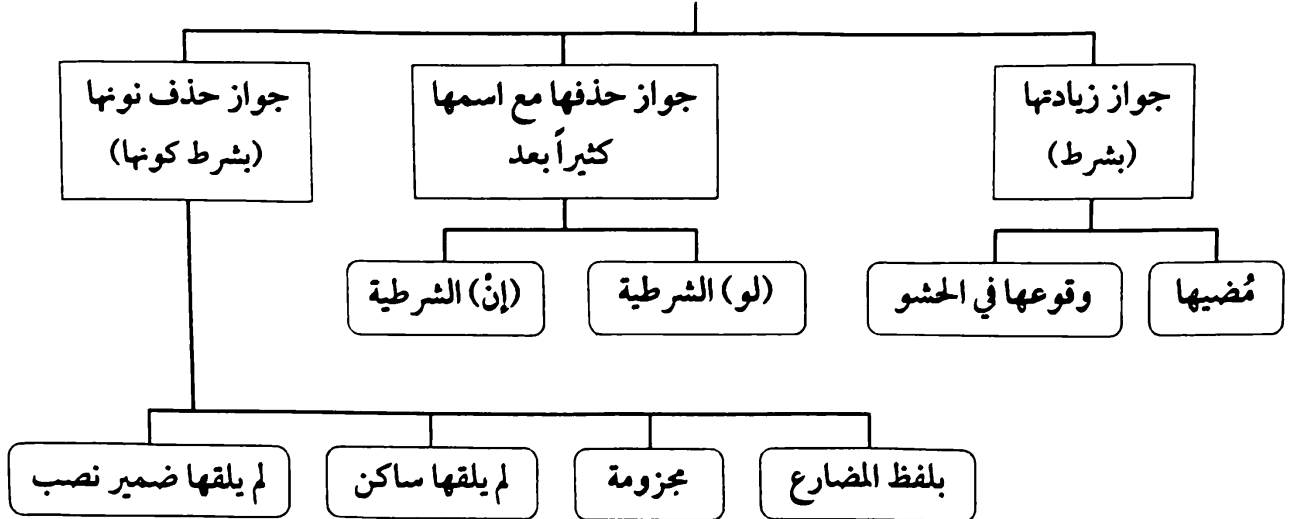 جواز زيادتها
(بشرط)
جواز حذفها مع اسمها
كثيراً بعد
جواز حذف نونها
(بشرط كونها)
مُضيها
وقوعها في الحشو
(لو) الشرطية
(إنْ) الشرطية
بلفظ المضارع
مجزومة
لم يلقها ساكن
لم يلقها ضمير نصب